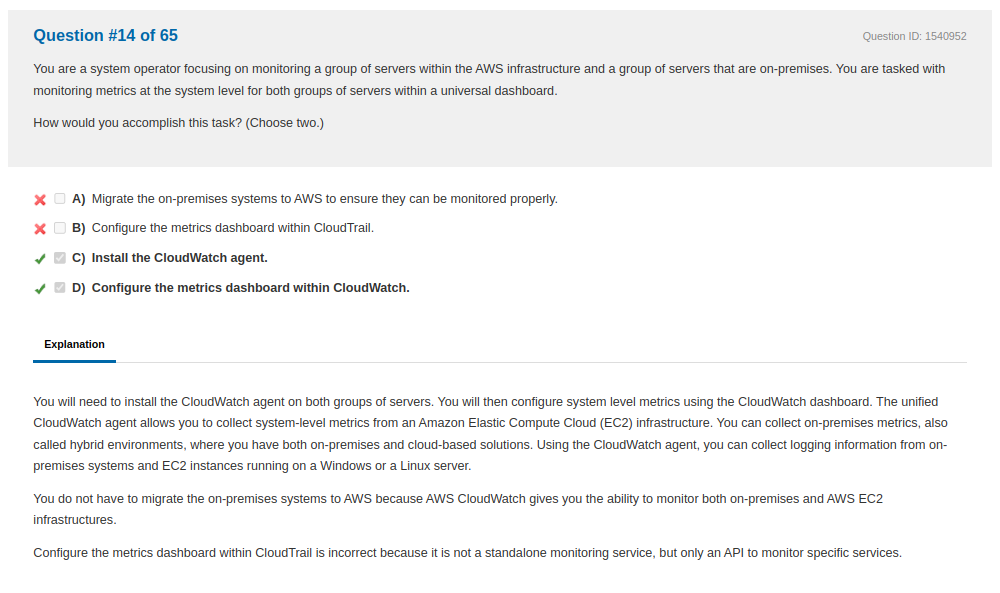 Question #14 of 65
Question ID: 1540952
You are a system operator focusing on monitoring a group of servers within the AWS infrastructure and a group of servers that are on-premises. You are tasked with
monitoring metrics at the system level for both groups of servers within a universal dashboard.
How would you accomplish this task? (Choose two.)
A) Migrate the on-premises systems to AWS to ensure they can be monitored properly.
B) Configure the metrics dashboard within CloudTrail.
C) Install the CloudWatch agent.
D) Configure the metrics dashboard within CloudWatch.
Explanation
You will need to install the CloudWatch agent on both groups of servers. You will then configure system level metrics using the CloudWatch dashboard. The unified
CloudWatch agent allows you to collect system-level metrics from an Amazon Elastic Compute Cloud (EC2) infrastructure. You can collect on-premises metrics, also
called hybrid environments, where you have both on-premises and cloud-based solutions. Using the CloudWatch agent, you can collect logging information from on-
premises systems and EC2 instances running on a Windows or a Linux server.
You do not have to migrate the on-premises systems to AWS because AWS CloudWatch gives you the ability to monitor both on-premises and AWS EC2
infrastructures.
Configure the metrics dashboard within CloudTrail is incorrect because it is not a standalone monitoring service, but only an API to monitor specific services.